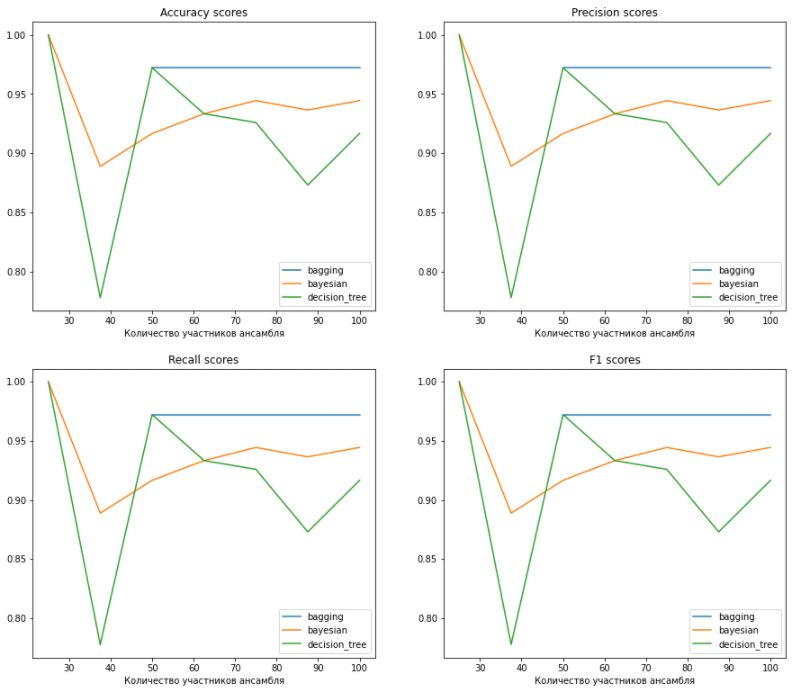 Accuracy scores
1.00
0.95
0.90
0.85
0.80
bagging
bayesian
decision_tree
30 40 50 60 70 80 90 100
Количество участников ансамбля
Precision scores
1.00
0.95
0.90
0.85
0.80
bagging
bayesian
decision_tree
30 40 50 60 70 80 90 100
Количество участников ансамбля
Recall scores
1.00
0.95
0.90
0.85
0.80
bagging
bayesian
decision_tree
30 40 50 60 70 80 90 100
Количество участников ансамбля
F1 scores
1.00
0.95
0.90
0.85
0.80
bagging
bayesian
decision_tree
30 40 50 60 70 80 90 100
Количество участников ансамбля